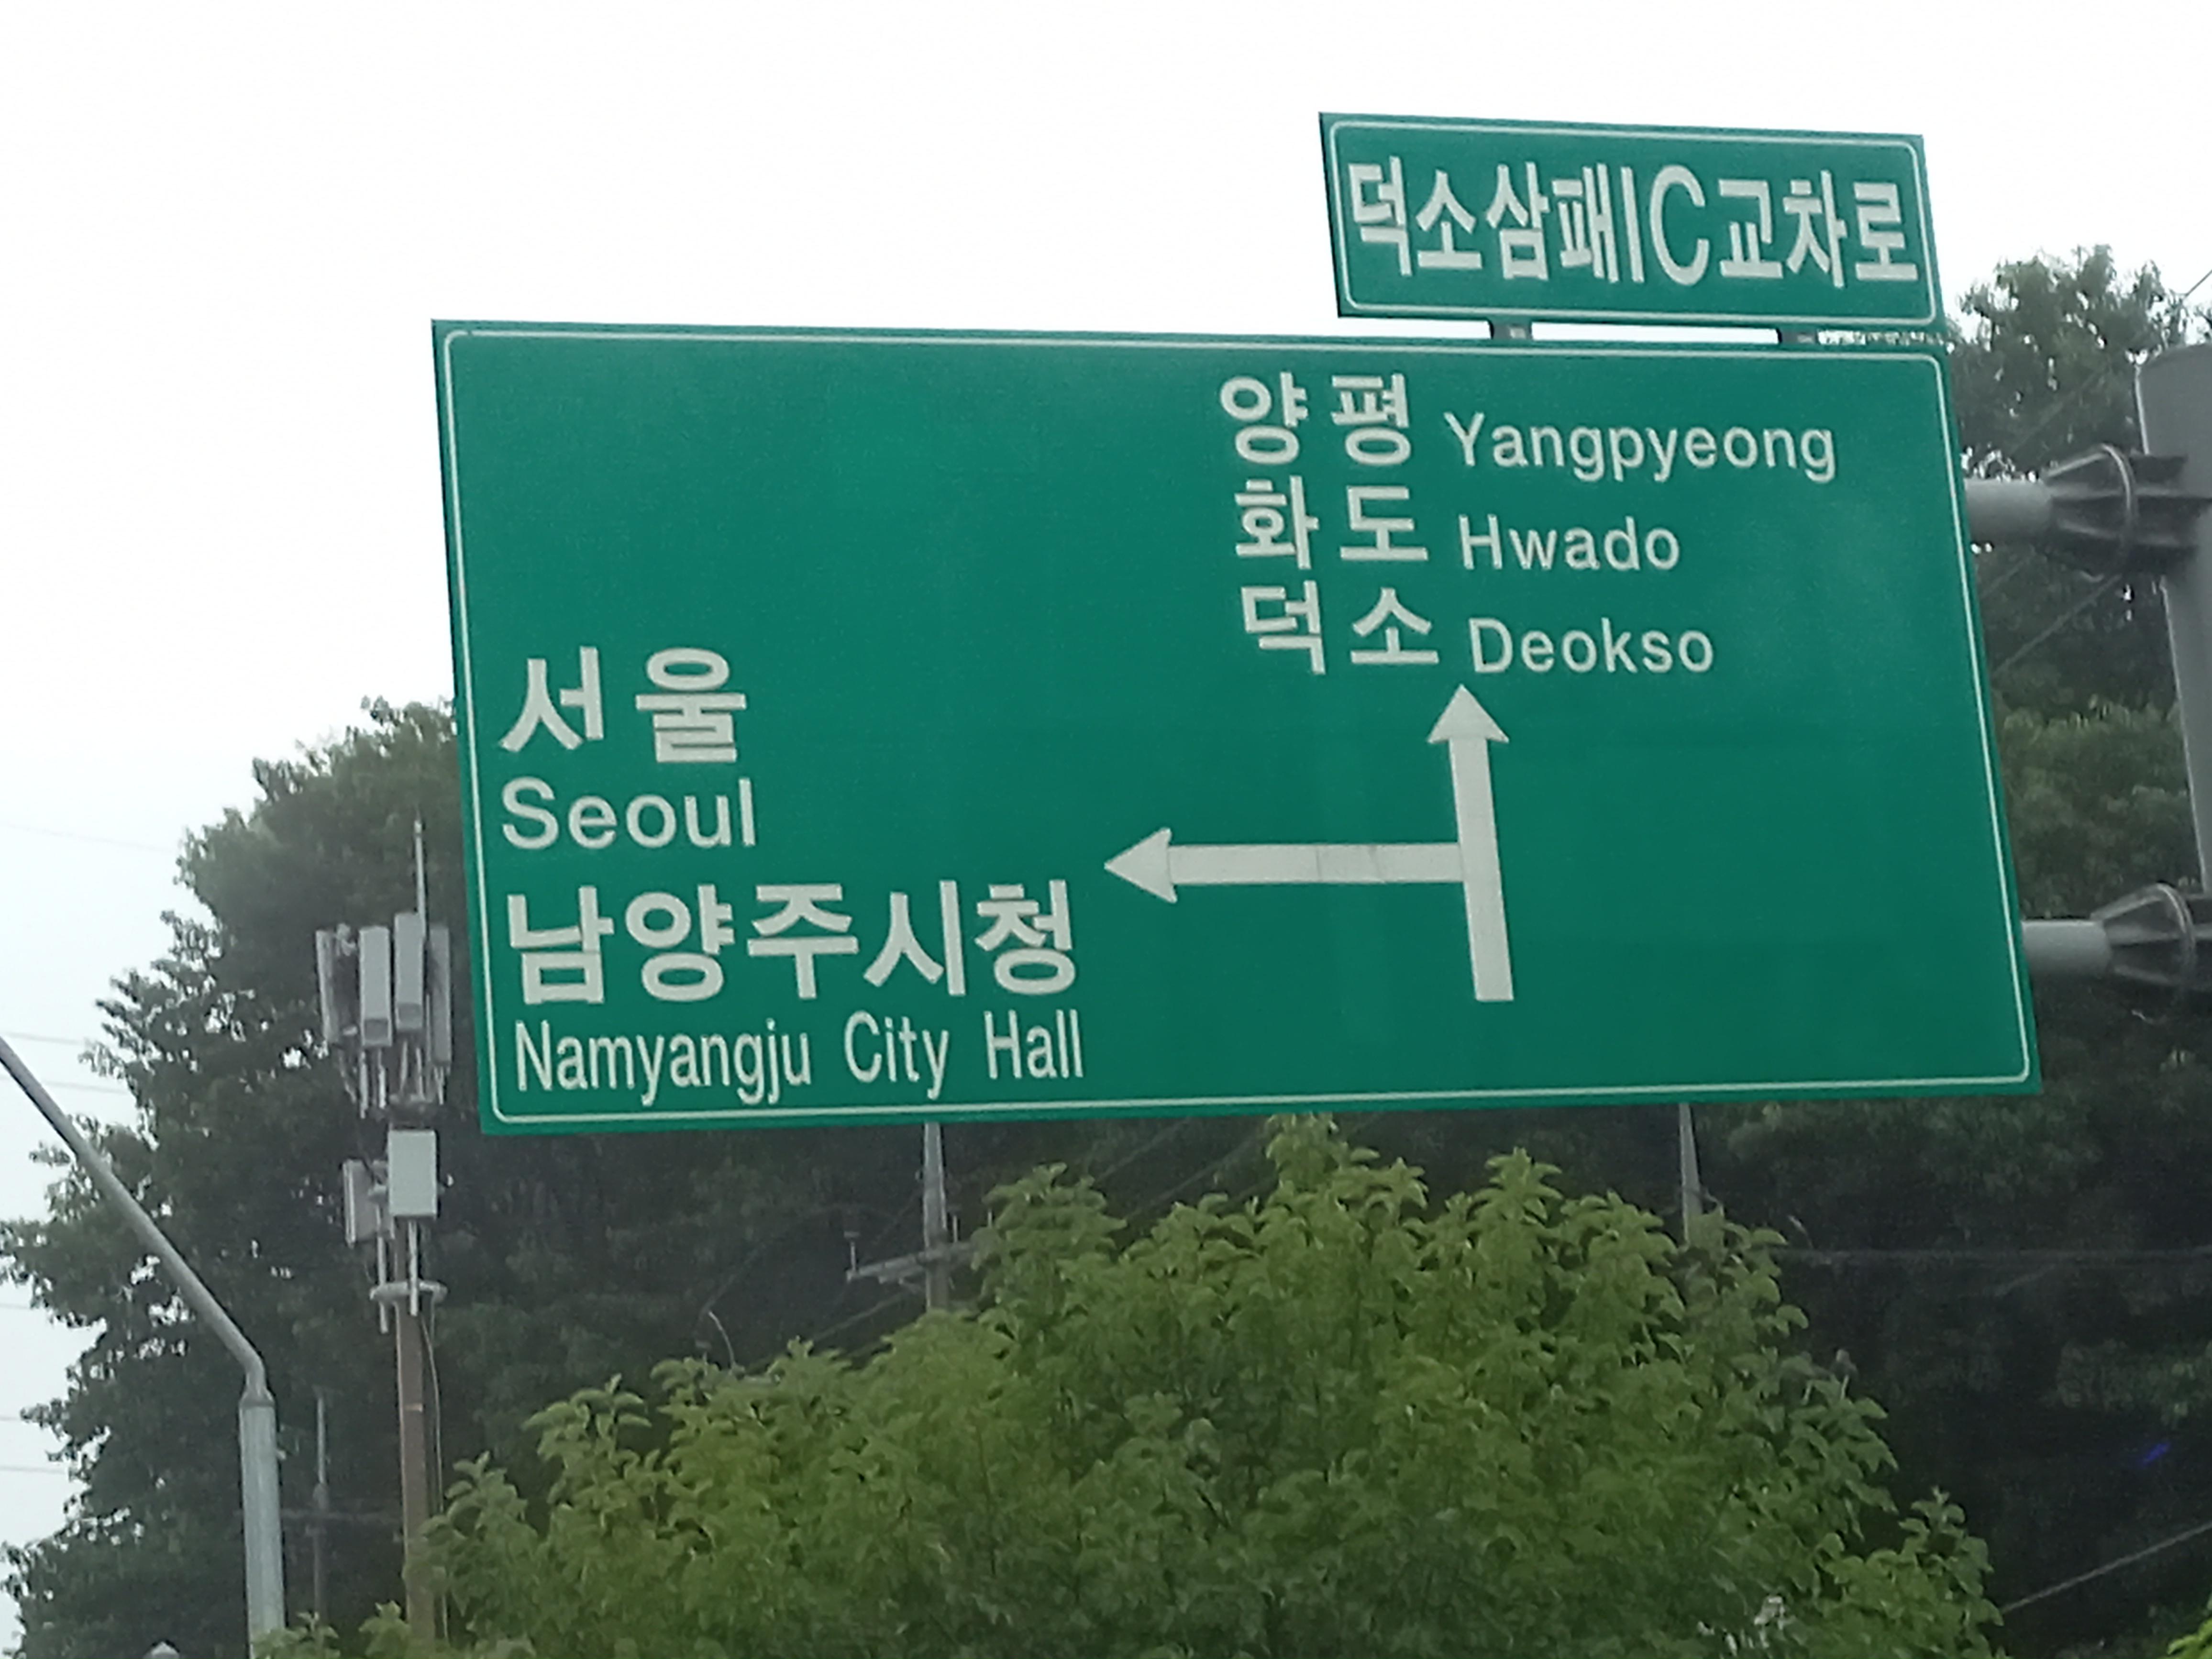 덕소삼패IC교차로
양평 Yangpyeong
화도 Hwado
덕소 Deokso
서울
Seoul
남양주시청
Namyangju City Hall